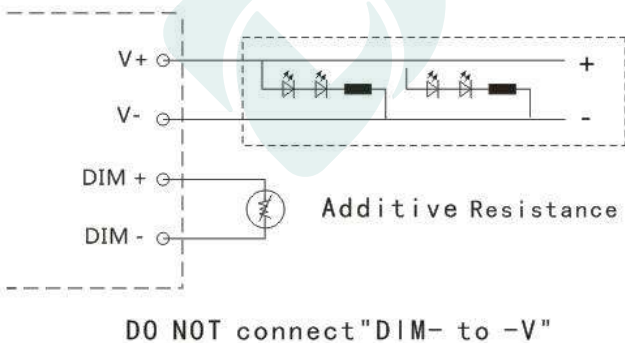 V+
+
V-
-
DIM +
Additive Resistance
DIM -
DO NOT connect"DIM- to -V"